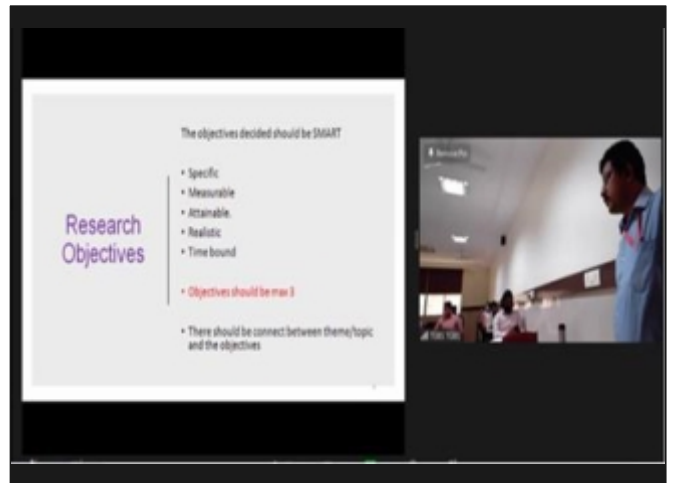 The objectives decided should be SMART
• Specific
• Measurable
• Attainable.
• Realistic
• Time bound
Research
Objectives
• Objectives should be max 3
• There should be connect between theme/topic
and the objectives